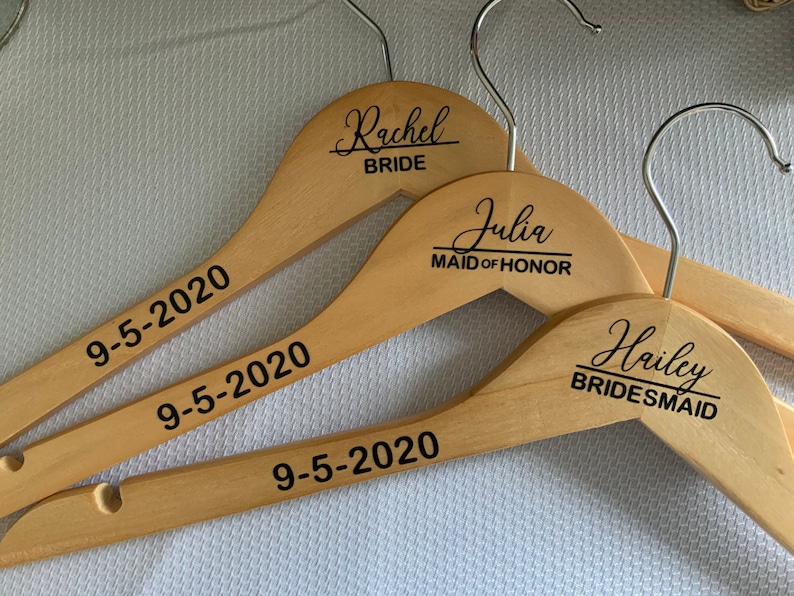 Rachel
BRIDE
9-5-2020
Julia
MAID OF HONOR
9-5-2020
Hailey
BRIDESMAID
9-5-2020